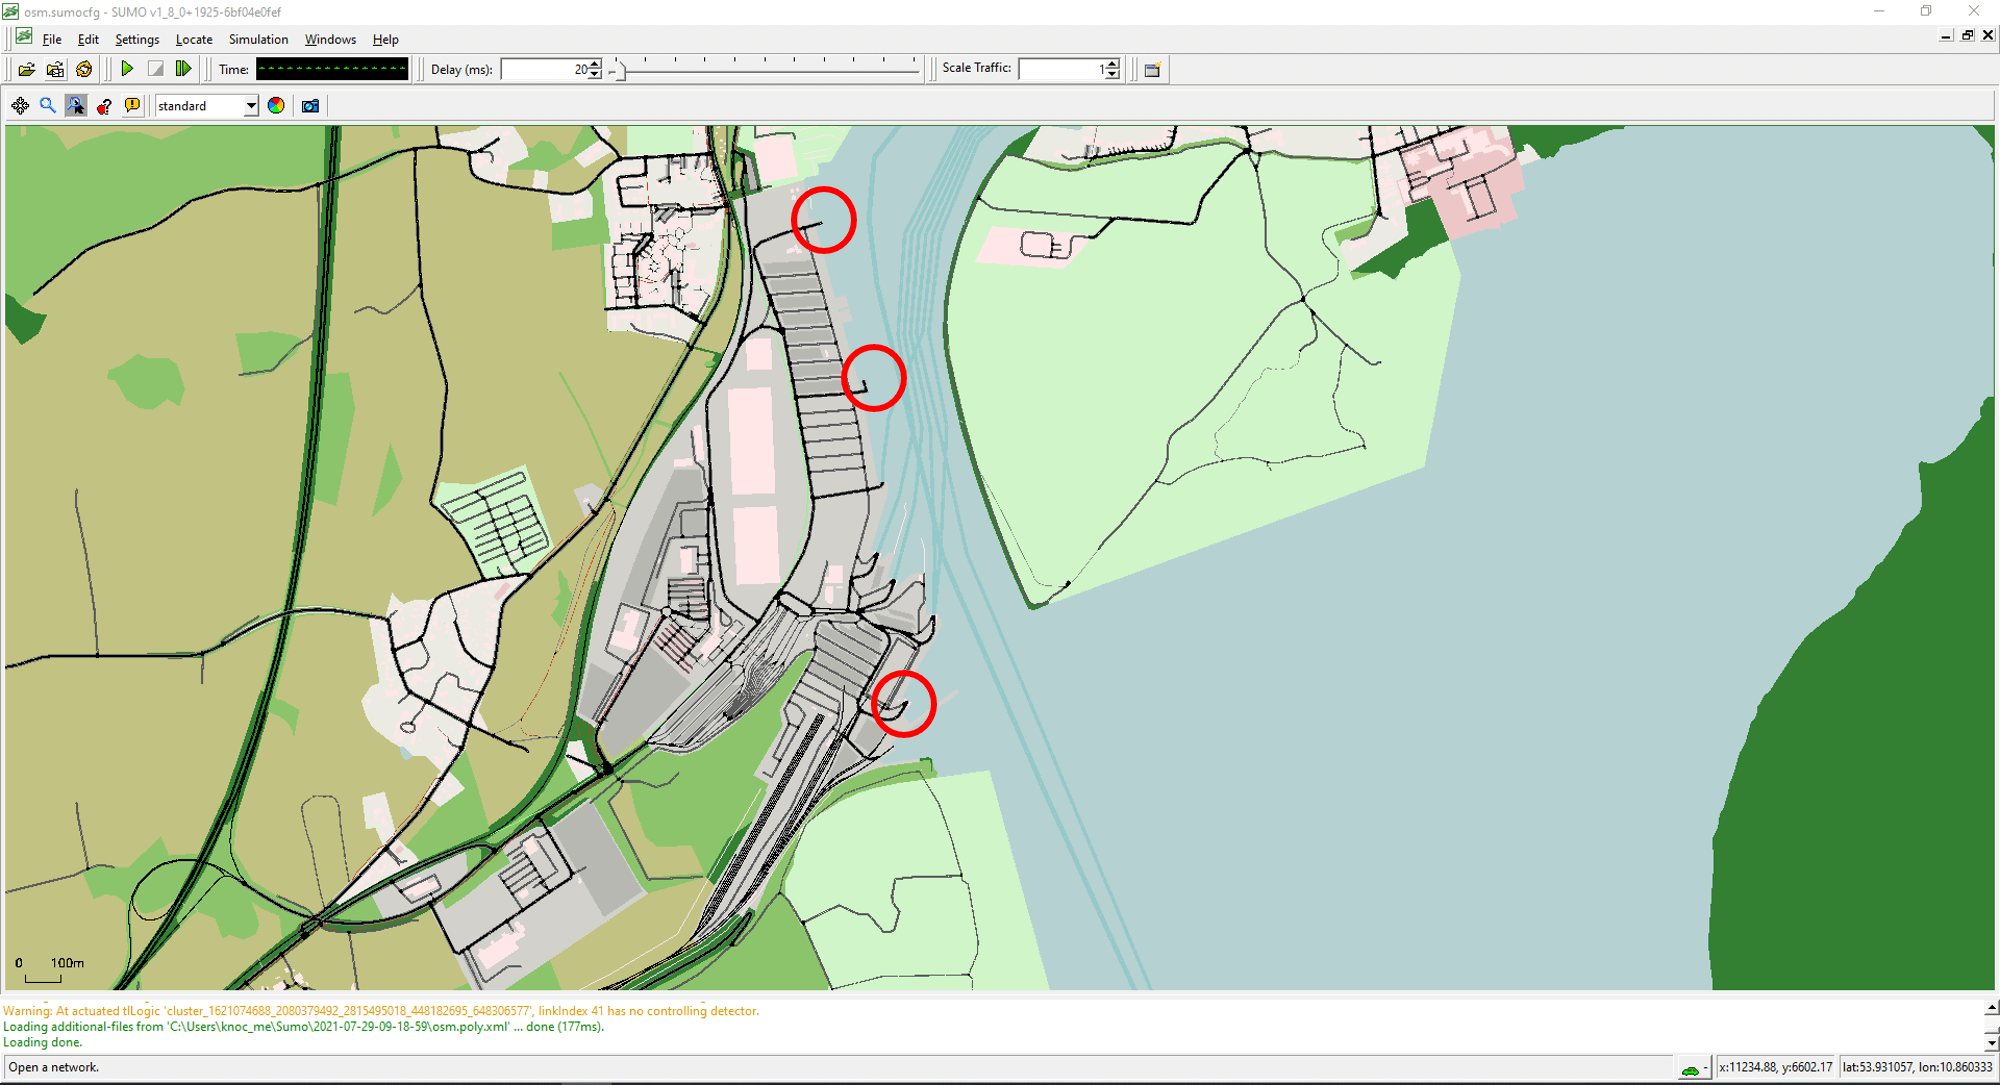 osm.sumocfg - SUMO v1_8_0+1925-6bf04e0fef
File Edit Settings Locate Simulation Windows Help
Time: Delay (ms): 20 Scale Traffic: 1
standard
0 100m
Warning: At actuated tlLogic 'cluster_1621074688_2080379492_2815495018_448182695_648306577', linkIndex 41 has no controlling detector.
Loading additional-files from 'C:\Users\knoc_me\Sumo\2021-07-29-09-18-59\osm.poly.xml' ... done (177ms).
Loading done.
Open a network. x:11234.88, y:6602.17 lat:53.931057, lon:10.860333